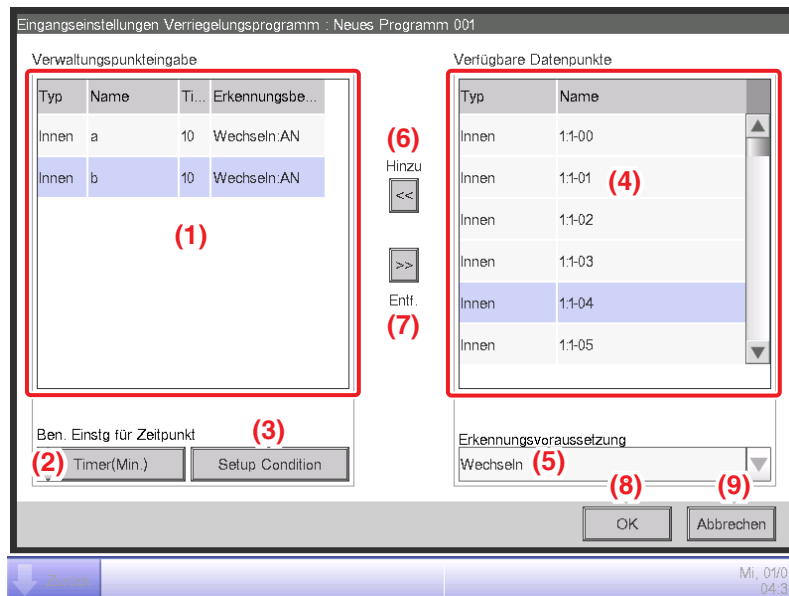 Eingangseinstellungen Verriegelungsprogramm : Neues Programm 001
Verwaltungspunkteingabe
Typ Name Ti... Erkennungsbe...
Innen a 10 Wechseln:AN
Innen b 10 Wechseln:AN
(1)
Ben. Einstg für Zeitpunkt
(3)
(2) Timer(Min.) Setup Condition
(6)
Hinzu
<<
>>
Entf.
(7)
Verfügbare Datenpunkte
Typ Name
Innen 1:1-00
Innen 1:1-01
(4)
Innen 1:1-02
Innen 1:1-03
Innen 1:1-04
Innen 1:1-05
Erkennungsvoraussetzung
Wechseln (5)
(8) (9)
OK Abbrechen
Zurück
Mi, 01/0
04:3